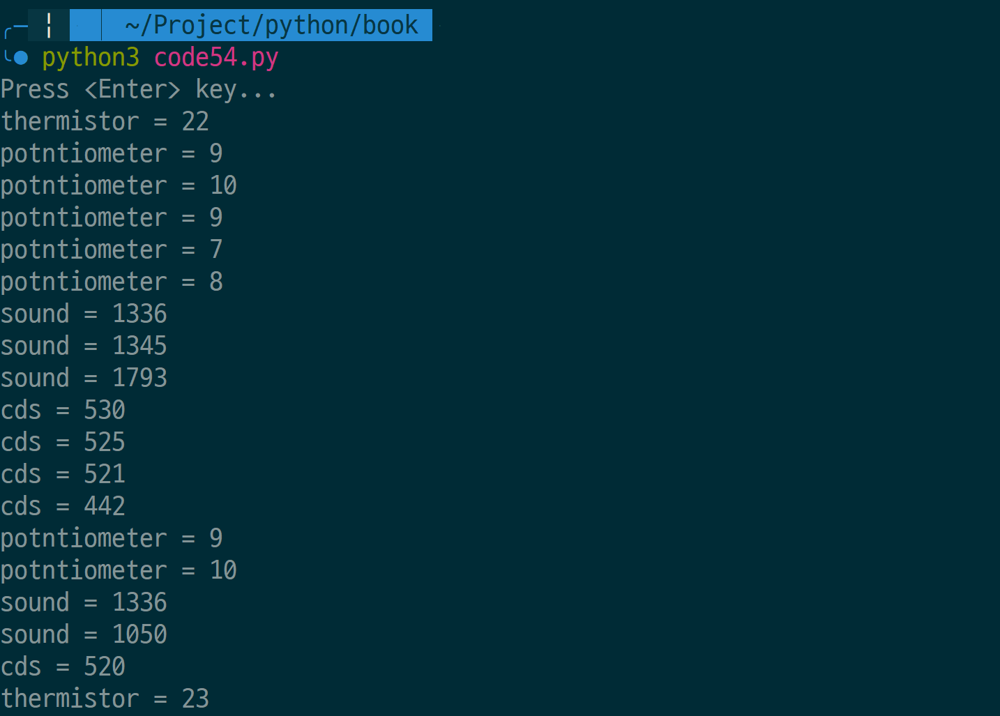 ~/Project/python/book
python3 code54.py
Press <Enter> key...
thermistor = 22
potntiometer = 9
potntiometer = 10
potntiometer = 9
potntiometer = 7
potntiometer = 8
sound = 1336
sound = 1345
sound = 1793
cds = 530
cds = 525
cds = 521
cds = 442
potntiometer = 9
potntiometer = 10
sound = 1336
sound = 1050
cds = 520
thermistor = 23